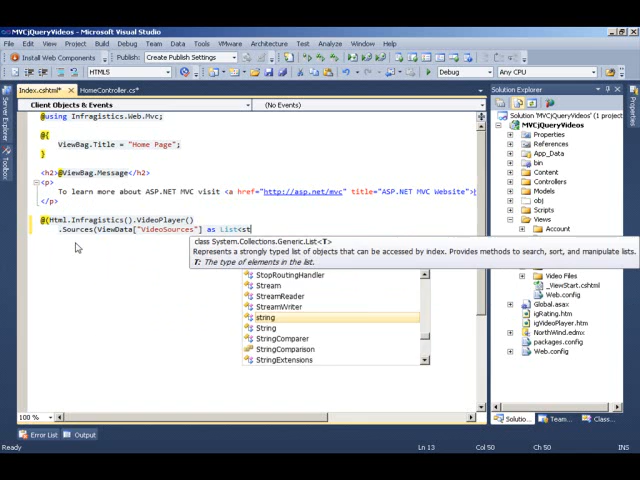 MVCjQueryVideos - Microsoft Visual Studio
File Edit View Project Build Debug Team Data Tools VMware Architecture Test Analyze Window Help
Install Web Components Publish: Create Publish Settings
HTML5 Debug Any CPU
Index.cshtml* HomeController.cs*
Client Objects & Events (No Events)
@using Infragistics.Web.Mvc;
@{
ViewBag.Title = "Home Page";
}
<h2>@ViewBag.Message</h2>
<p>
To learn more about ASP.NET MVC visit <a href="http://asp.net/mvc" title="ASP.NET MVC Website">h
</p>
@(Html.Infragistics().VideoPlayer()
.Sources(ViewData["VideoSources"] as List<st
class System.Collections.Generic.List<T>
Represents a strongly typed list of objects that can be accessed by index. Provides methods to search, sort, and manipulate lists.
T: The type of elements in the list.
StopRoutingHandler
Stream
StreamReader
StreamWriter
string
String
StringComparer
StringComparison
StringExtensions
100 %
Error List Output
Ready Ln 13 Col 50 Ch 50
Server Explorer
Toolbox
Solution Explorer
Solution 'MVCjQueryVideos' (1 project)
MVCjQueryVideos
Properties
References
App_Data
bin
Content
Controllers
Models
obj
Scripts
Views
Account
Video Files
_ViewStart.cshtml
Web.config
Global.asax
igRating.htm
igVideoPlayer.htm
NorthWind.edmx
packages.config
Web.config
Solutio... Team... Class...
Properties